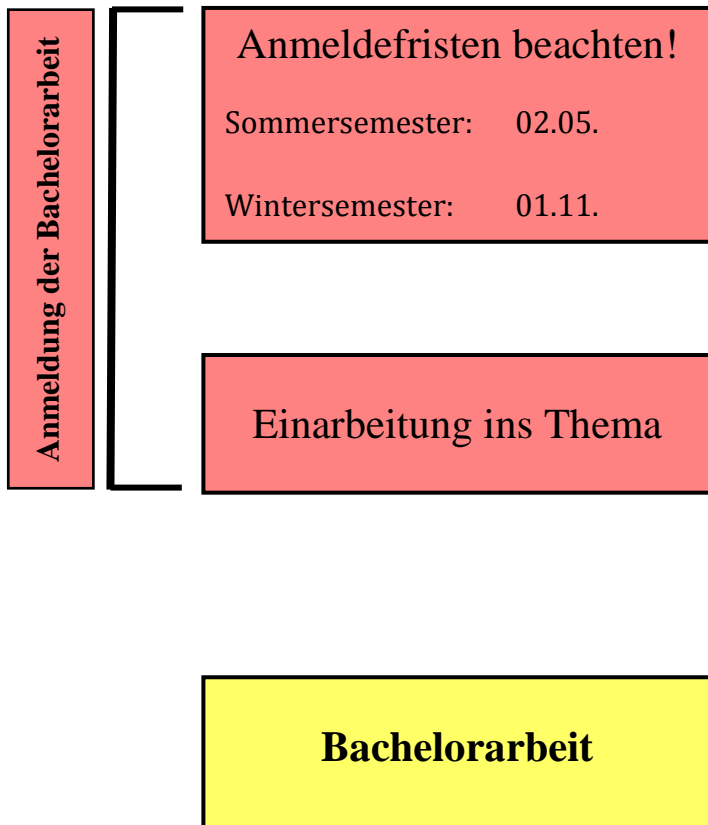 Anmeldung der Bachelorarbeit
Anmeldefristen beachten!
Sommersemester: 02.05.
Wintersemester: 01.11.
Einarbeitung ins Thema
Bachelorarbeit